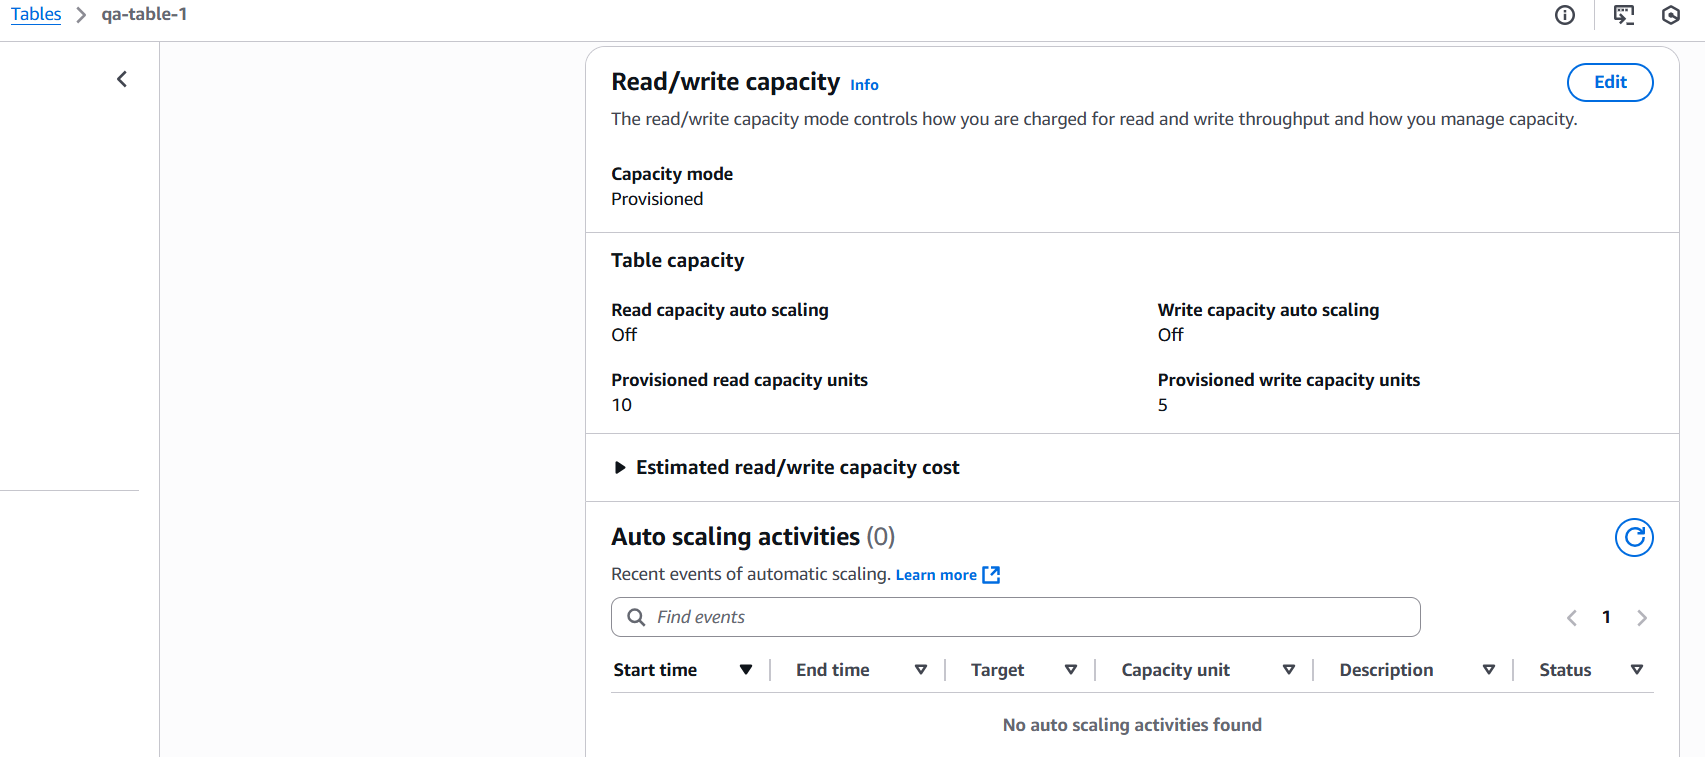 Tables > qa-table-1
Read/write capacity Info
Edit
The read/write capacity mode controls how you are charged for read and write throughput and how you manage capacity.
Capacity mode
Provisioned
Table capacity
Read capacity auto scaling
Off
Write capacity auto scaling
Off
Provisioned read capacity units
10
Provisioned write capacity units
5
Estimated read/write capacity cost
Auto scaling activities (0)
Recent events of automatic scaling. Learn more
Find events
1
Start time End time Target Capacity unit Description Status
No auto scaling activities found